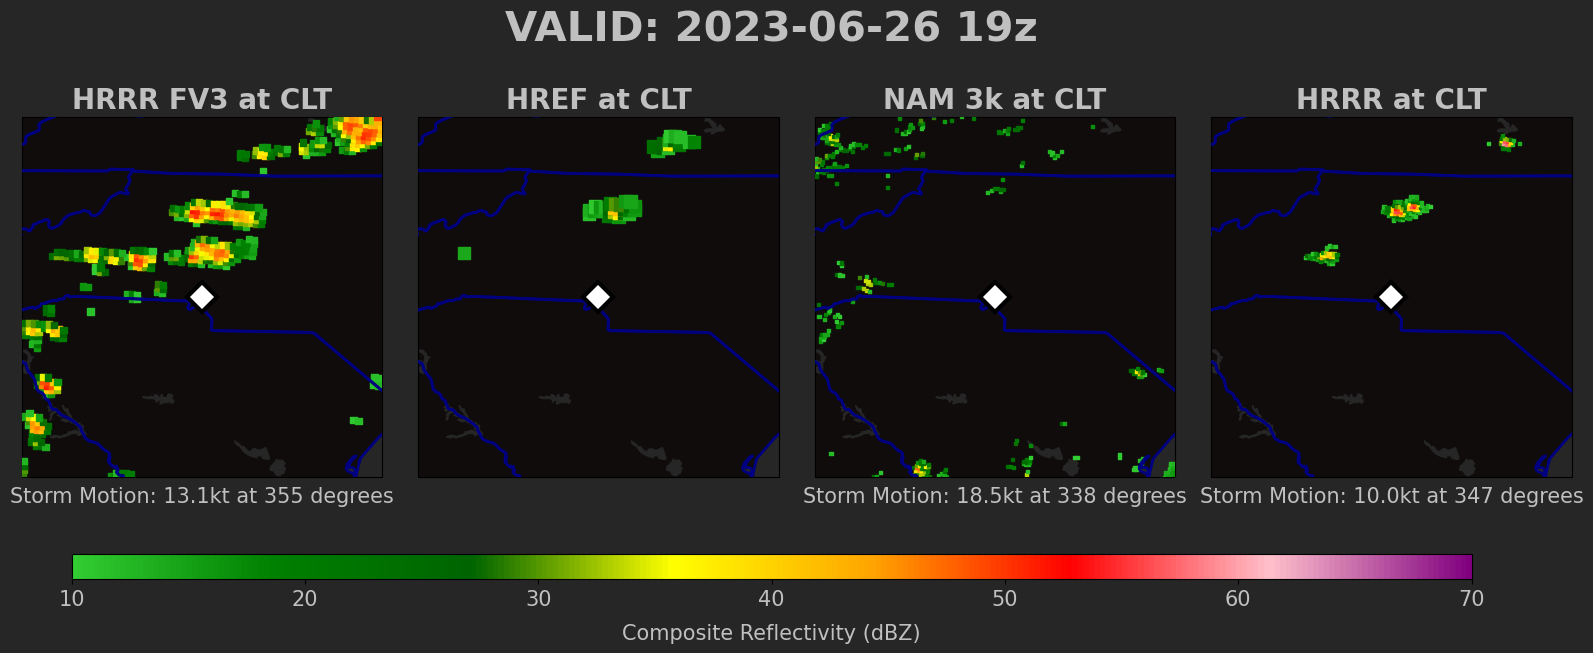 VALID: 2023-06-26 19z
HRRR FV3 at CLT
HREF at CLT
NAM 3k at CLT
HRRR at CLT
Storm Motion: 13.1kt at 355 degrees
Storm Motion: 18.5kt at 338 degrees
Storm Motion: 10.0kt at 347 degrees
10 20 30 40 50 60 70
Composite Reflectivity (dBZ)